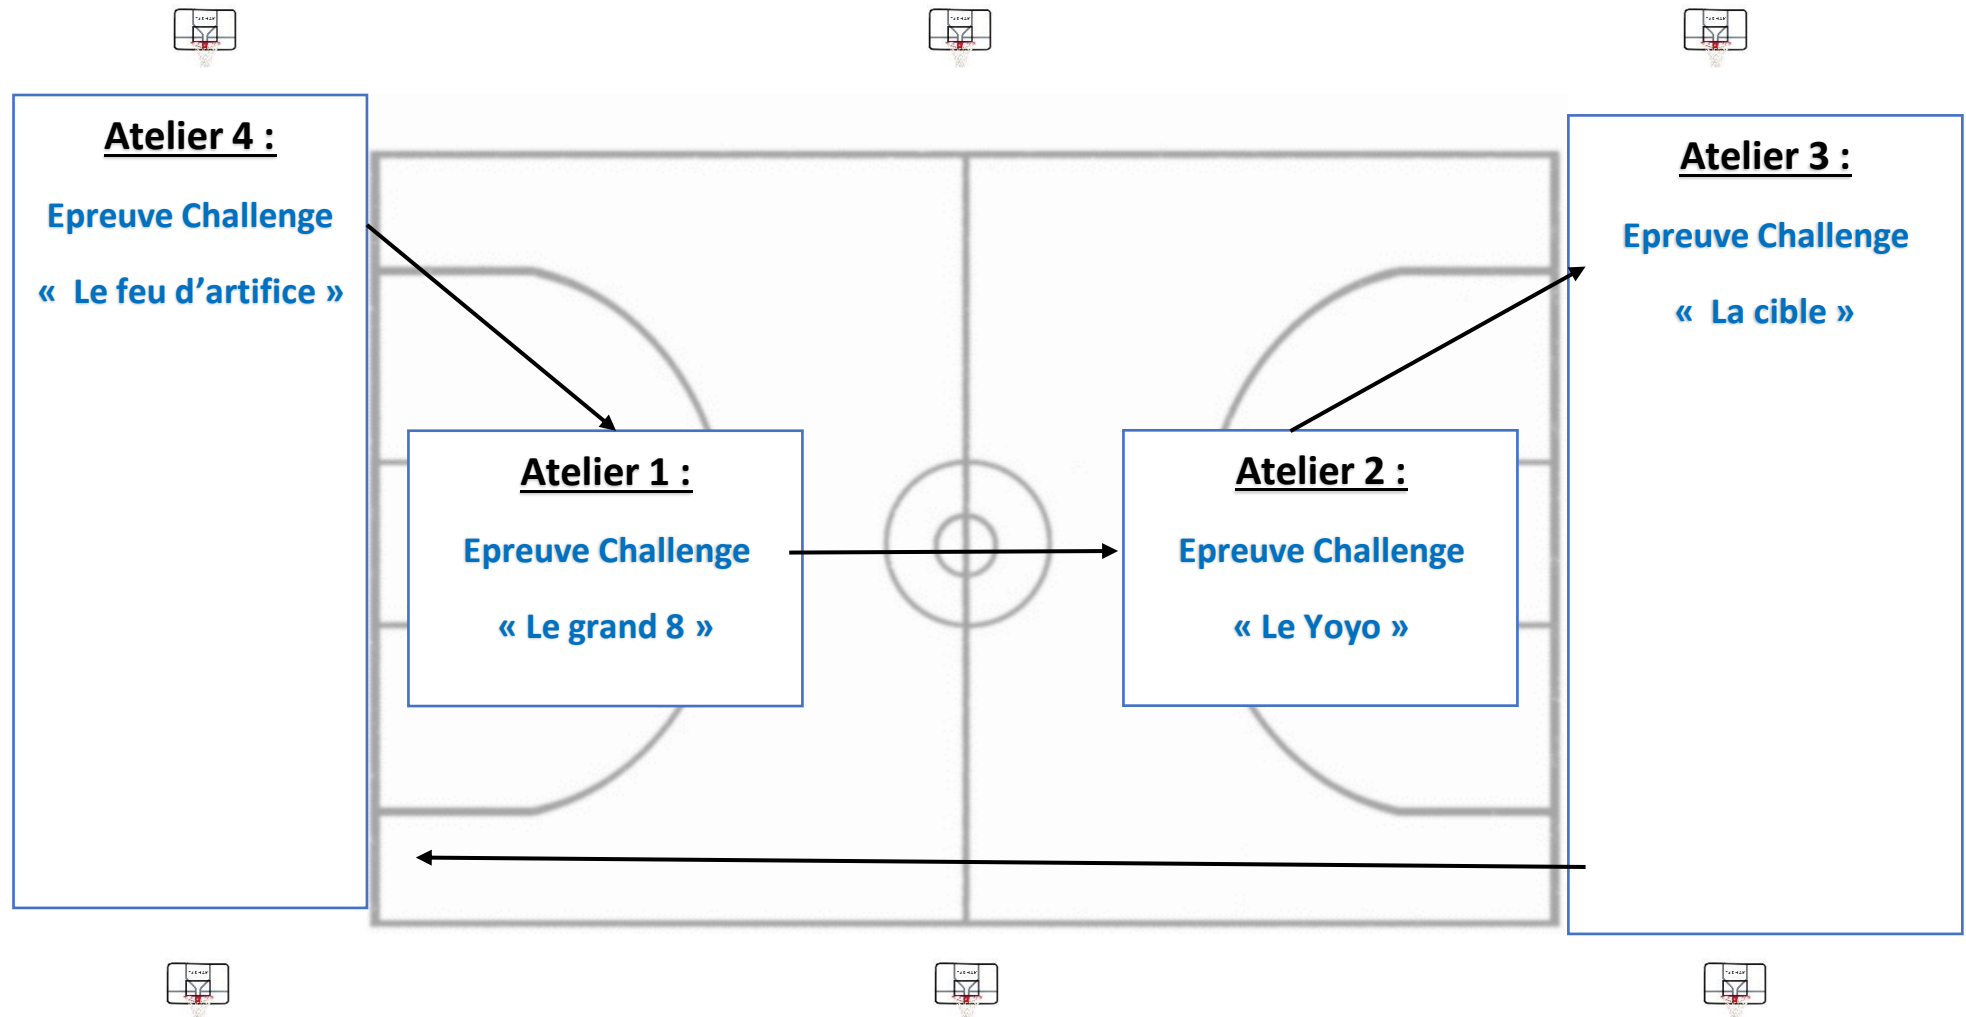 Atelier 4 :
Epreuve Challenge
« Le feu d’artifice »
Atelier 3 :
Epreuve Challenge
« La cible »
Atelier 1 :
Epreuve Challenge
« Le grand 8 »
Atelier 2 :
Epreuve Challenge
« Le Yoyo »